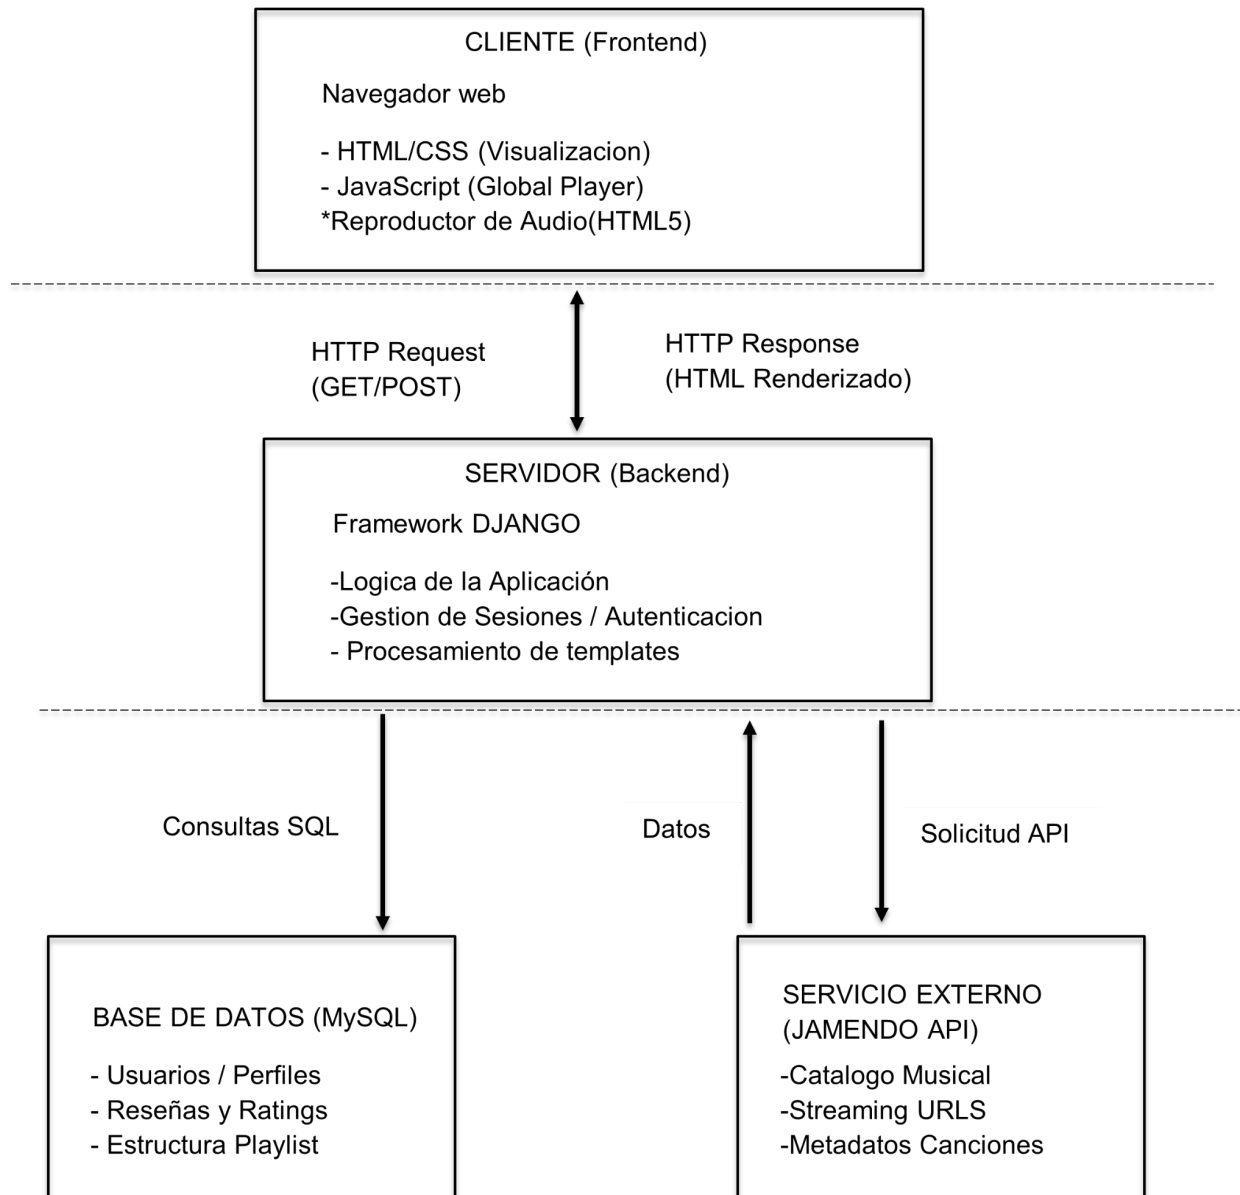 CLIENTE (Frontend)
Navegador web
- HTML/CSS (Visualizacion)
- JavaScript (Global Player)
*Reproductor de Audio(HTML5)
HTTP Request
(GET/POST)
HTTP Response
(HTML Renderizado)
SERVIDOR (Backend)
Framework DJANGO
-Logica de la Aplicación
-Gestion de Sesiones / Autenticacion
- Procesamiento de templates
Consultas SQL
Datos
Solicitud API
BASE DE DATOS (MySQL)
- Usuarios / Perfiles
- Reseñas y Ratings
- Estructura Playlist
SERVICIO EXTERNO
(JAMENDO API)
-Catalogo Musical
-Streaming URLS
-Metadatos Canciones